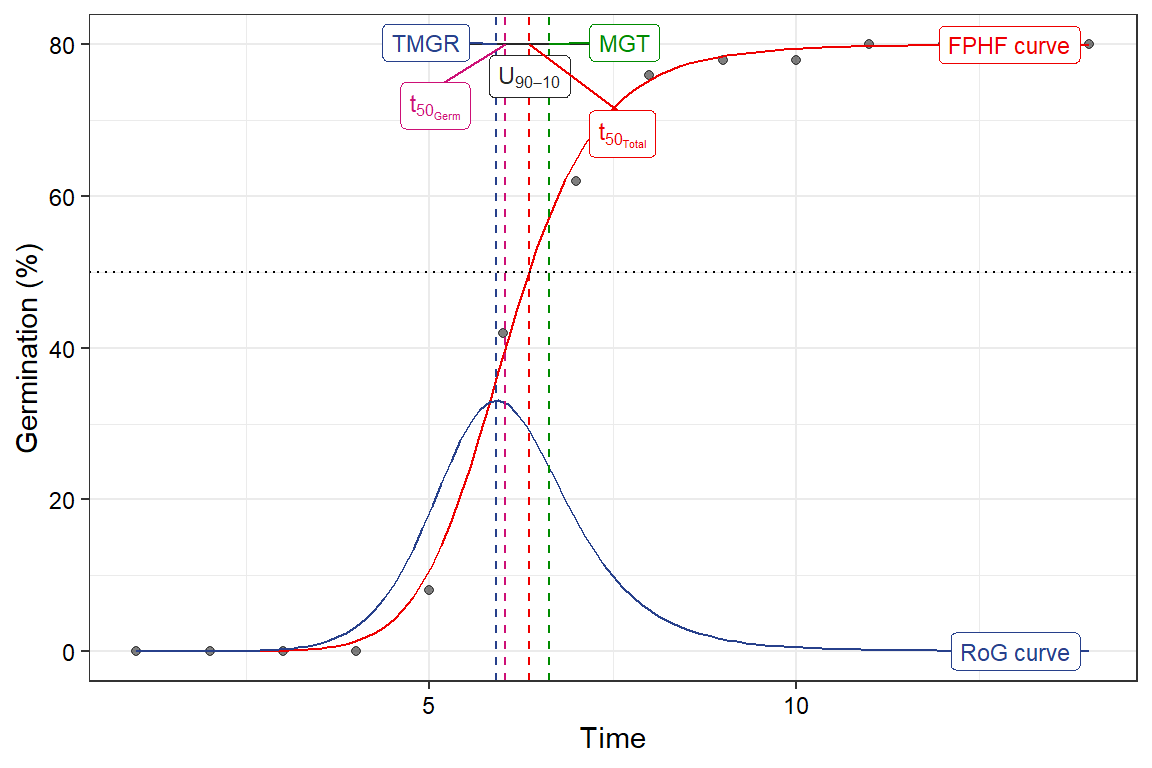 80
60
40
20
0
Germination (%)
TMGR
MGT
FPHF curve
U90−10
t50Germ
t50Total
RoG curve
5
10
Time